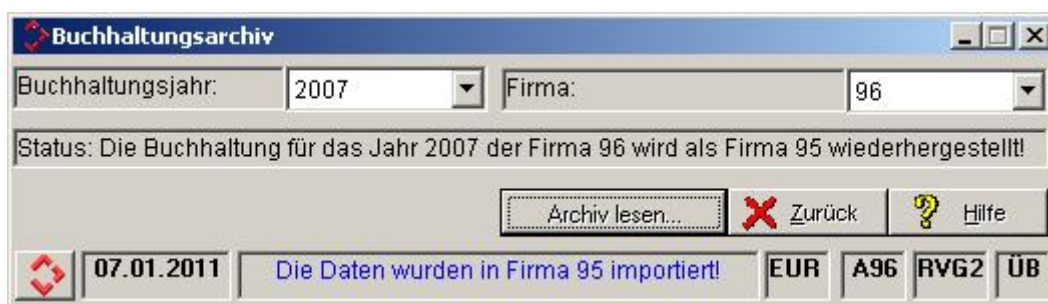 Buchhaltungsarchiv
Buchhaltungsjahr: 2007 Firma: 96
Status: Die Buchhaltung für das Jahr 2007 der Firma 96 wird als Firma 95 wiederhergestellt!
Archiv lesen... Zurück Hilfe
07.01.2011 Die Daten wurden in Firma 95 importiert! EUR A96 RVG2 ÜB